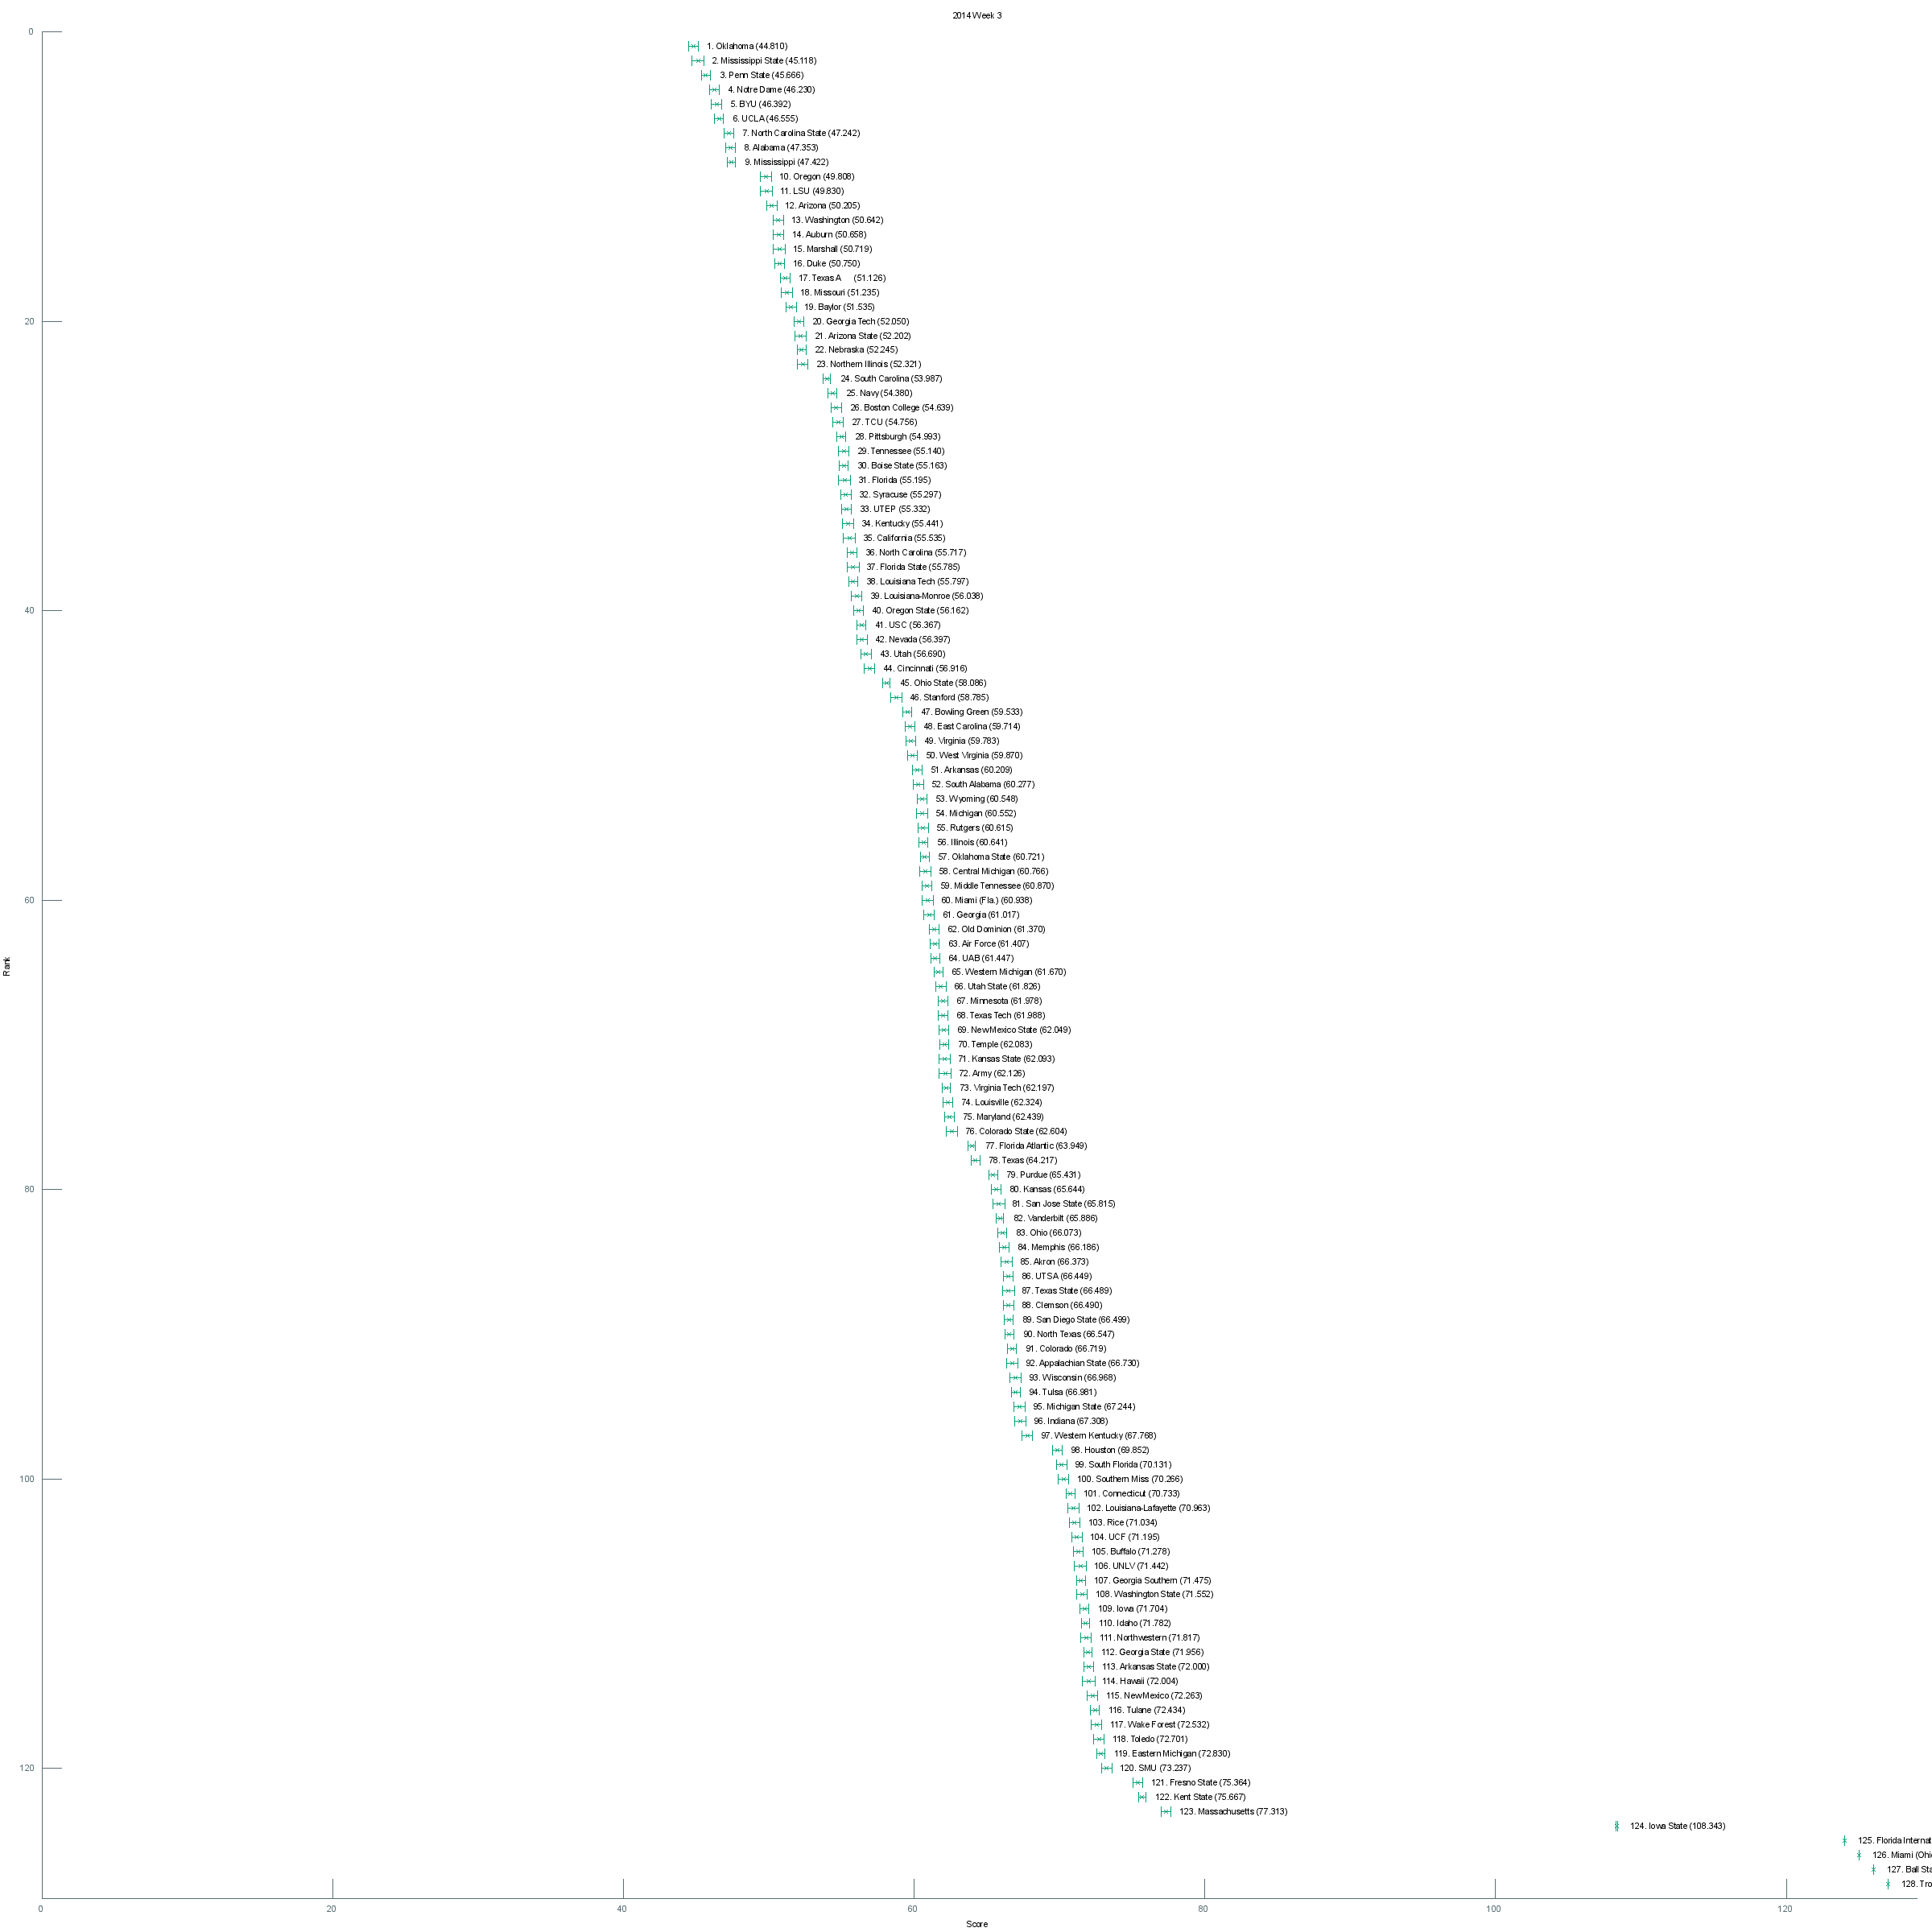 2014 Week 3
0
1. Oklahoma (44.810)
2. Mississippi State (45.118)
3. Penn State (45.666)
4. Notre Dame (46.230)
5. BYU (46.392)
6. UCLA (46.555)
7. North Carolina State (47.242)
8. Alabama (47.353)
9. Mississippi (47.422)
10. Oregon (49.808)
11. LSU (49.830)
12. Arizona (50.205)
13. Washington (50.642)
14. Auburn (50.658)
15. Marshall (50.719)
16. Duke (50.750)
17. Texas A (51.126)
18. Missouri (51.235)
19. Baylor (51.535)
20
20. Georgia Tech (52.050)
21. Arizona State (52.202)
22. Nebraska (52.245)
23. Northern Illinois (52.321)
24. South Carolina (53.987)
25. Navy (54.380)
26. Boston College (54.639)
27. TCU (54.756)
28. Pittsburgh (54.993)
29. Tennessee (55.140)
30. Boise State (55.163)
31. Florida (55.195)
32. Syracuse (55.297)
33. UTEP (55.332)
34. Kentucky (55.441)
35. California (55.535)
36. North Carolina (55.717)
37. Florida State (55.785)
38. Louisiana Tech (55.797)
39. Louisiana-Monroe (56.038)
40
40. Oregon State (56.162)
41. USC (56.367)
42. Nevada (56.397)
43. Utah (56.690)
44. Cincinnati (56.916)
45. Ohio State (58.086)
46. Stanford (58.785)
47. Bowling Green (59.533)
48. East Carolina (59.714)
49. Virginia (59.783)
50. West Virginia (59.870)
51. Arkansas (60.209)
52. South Alabama (60.277)
53. Wyoming (60.548)
54. Michigan (60.552)
55. Rutgers (60.615)
56. Illinois (60.641)
57. Oklahoma State (60.721)
58. Central Michigan (60.766)
59. Middle Tennessee (60.870)
60
60. Miami (Fla.) (60.938)
61. Georgia (61.017)
62. Old Dominion (61.370)
63. Air Force (61.407)
64. UAB (61.447)
Rank
65. Western Michigan (61.670)
66. Utah State (61.826)
67. Minnesota (61.978)
68. Texas Tech (61.988)
69. New Mexico State (62.049)
70. Temple (62.083)
71. Kansas State (62.093)
72. Army (62.126)
73. Virginia Tech (62.197)
74. Louisville (62.324)
75. Maryland (62.439)
76. Colorado State (62.604)
77. Florida Atlantic (63.949)
78. Texas (64.217)
79. Purdue (65.431)
80
80. Kansas (65.644)
81. San Jose State (65.815)
82. Vanderbilt (65.886)
83. Ohio (66.073)
84. Memphis (66.186)
85. Akron (66.373)
86. UTSA (66.449)
87. Texas State (66.489)
88. Clemson (66.490)
89. San Diego State (66.499)
90. North Texas (66.547)
91. Colorado (66.719)
92. Appalachian State (66.730)
93. Wisconsin (66.968)
94. Tulsa (66.981)
95. Michigan State (67.244)
96. Indiana (67.308)
97. Western Kentucky (67.768)
98. Houston (69.852)
99. South Florida (70.131)
100
100. Southern Miss (70.266)
101. Connecticut (70.733)
102. Louisiana-Lafayette (70.963)
103. Rice (71.034)
104. UCF (71.195)
105. Buffalo (71.278)
106. UNLV (71.442)
107. Georgia Southern (71.475)
108. Washington State (71.552)
109. Iowa (71.704)
110. Idaho (71.782)
111. Northwestern (71.817)
112. Georgia State (71.956)
113. Arkansas State (72.000)
114. Hawaii (72.004)
115. New Mexico (72.263)
116. Tulane (72.434)
117. Wake Forest (72.532)
118. Toledo (72.701)
119. Eastern Michigan (72.830)
120
120. SMU (73.237)
121. Fresno State (75.364)
122. Kent State (75.667)
123. Massachusetts (77.313)
124. Iowa State (108.343)
125. Florida Internat
126. Miami (Ohi
127. Ball Sta
128. Tro
0 20 40 60 80 100 120
Score